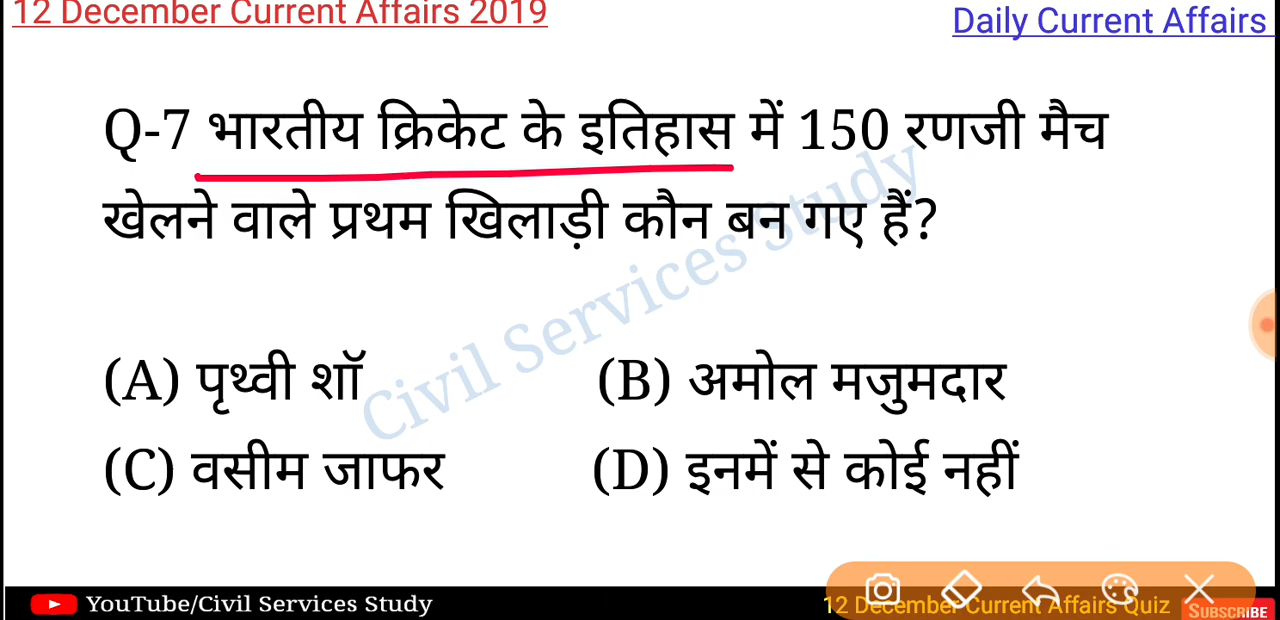 12 December Current Affairs 2019
Daily Current Affairs
Q-7 भारतीय क्रिकेट के इतिहास में 150 रणजी मैच
खेलने वाले प्रथम खिलाड़ी कौन बन गए हैं?
Civil Services Study
(A) पृथ्वी शॉ (B) अमोल मजुमदार
(C) वसीम जाफर (D) इनमें से कोई नहीं
YouTube/Civil Services Study
12 December Current Affairs Quiz
SUBSCRIBE